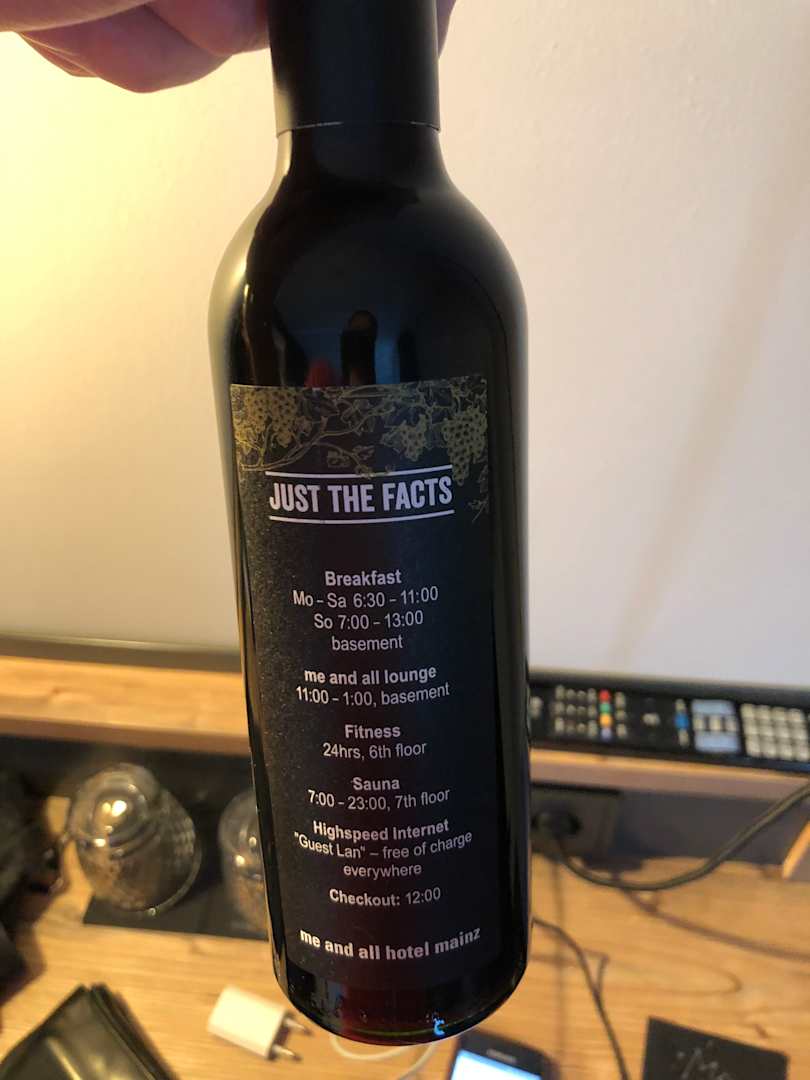 JUST THE FACTS
Breakfast
Mo – Sa 6:30 – 11:00
So 7:00 – 13:00
basement
me and all lounge
11:00 – 1:00, basement
Fitness
24hrs, 6th floor
Sauna
7:00 – 23:00, 7th floor
Highspeed Internet
"Guest Lan" – free of charge
everywhere
Checkout: 12:00
me and all hotel mainz